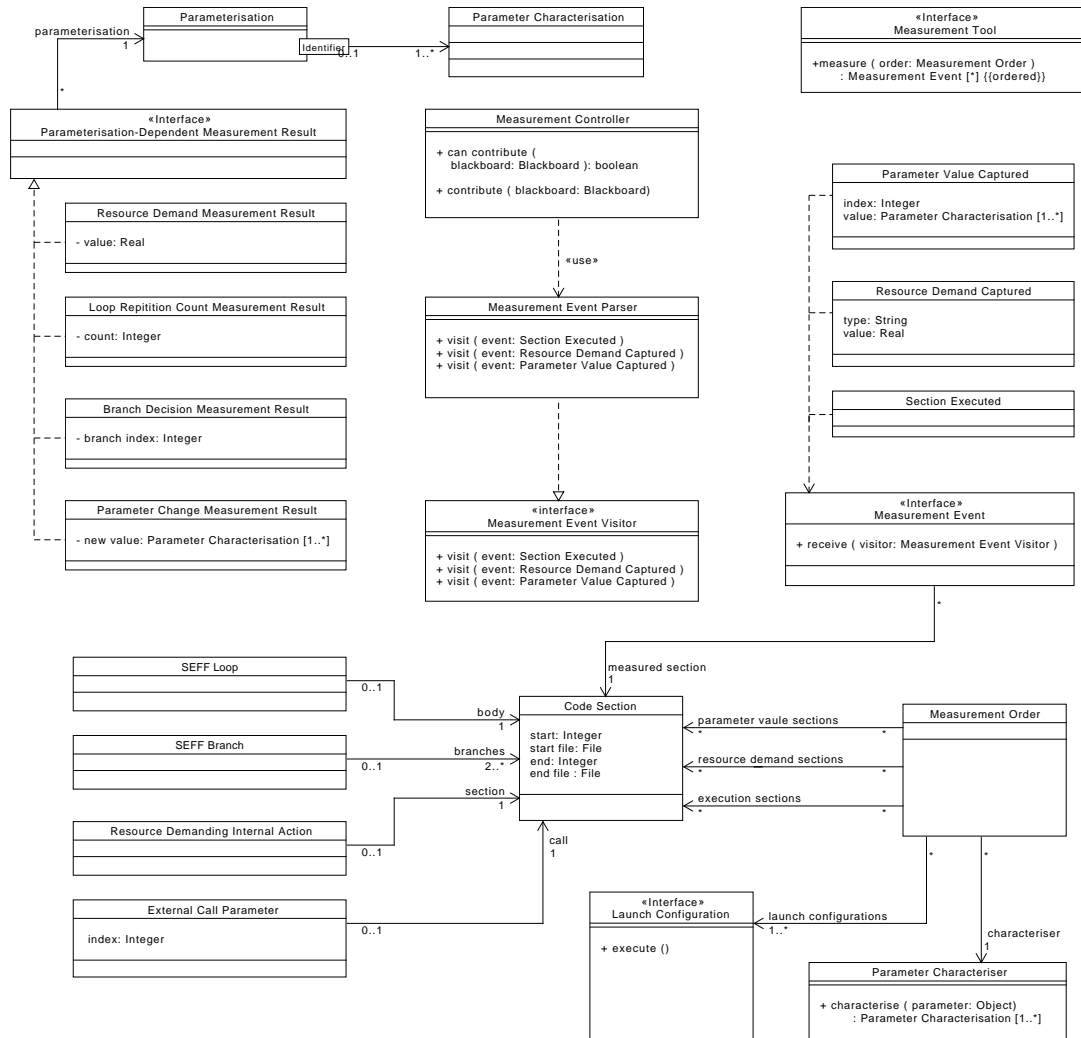 Parameterisation
Parameter Characterisation
«Interface»
Measurement Tool
+measure ( order: Measurement Order )
: Measurement Event [*] {{ordered}}
parameterisation
1
Identifier
0..1
1..*
*
«Interface»
Parameterisation-Dependent Measurement Result
Measurement Controller
+ can contribute (
blackboard: Blackboard ): boolean
+ contribute ( blackboard: Blackboard)
Parameter Value Captured
index: Integer
value: Parameter Characterisation [1..*]
Resource Demand Measurement Result
- value: Real
«use»
Resource Demand Captured
type: String
value: Real
Loop Repitition Count Measurement Result
- count: Integer
Measurement Event Parser
+ visit ( event: Section Executed )
+ visit ( event: Resource Demand Captured )
+ visit ( event: Parameter Value Captured )
Section Executed
Branch Decision Measurement Result
- branch index: Integer
Parameter Change Measurement Result
- new value: Parameter Characterisation [1..*]
«interface»
Measurement Event Visitor
+ visit ( event: Section Executed )
+ visit ( event: Resource Demand Captured )
+ visit ( event: Parameter Value Captured )
«Interface»
Measurement Event
+ receive ( visitor: Measurement Event Visitor )
*
measured section
1
SEFF Loop
0..1
body
1
Code Section
start: Integer
start file: File
end: Integer
end file : File
parameter vaule sections
*
*
Measurement Order
SEFF Branch
0..1
branches
2..*
resource demand sections
*
*
section
1
execution sections
*
*
Resource Demanding Internal Action
0..1
call
1
*
*
External Call Parameter
index: Integer
0..1
«Interface»
Launch Configuration
+ execute ()
launch configurations
1..*
characteriser
1
Parameter Characteriser
+ characterise ( parameter: Object)
: Parameter Characterisation [1..*]